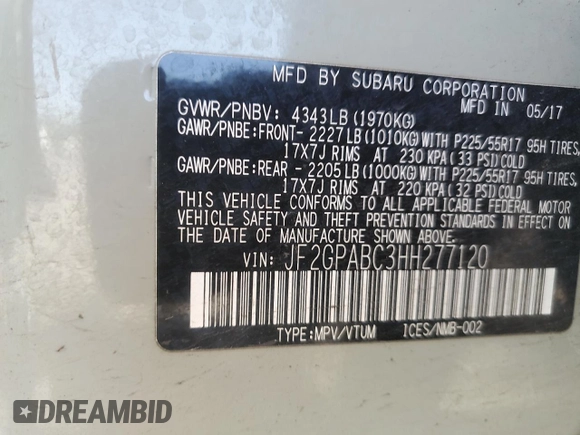 MFD BY SUBARU CORPORATION
MFD IN 05/17
GVWR/PNBV: 4343LB(1970KG)
GAWR/PNBE:FRONT- 2227LB(1010KG)WITH P225/55R17 95H TIRES,
17X7J RIMS AT 230 KPA(33 PSI)COLD
GAWR/PNBE:REAR - 2205LB(1000KG)WITH P225/55R17 95H TIRES,
17X7J RIMS AT 220 KPA(32 PSI)COLD
THIS VEHICLE CONFORMS TO ALL APPLICABLE FEDERAL MOTOR
VEHICLE SAFETY AND THEFT PREVENTION STANDARDS IN EFFECT ON
THE DATE OF MANUFACTURE SHOWN ABOVE.
VIN: JF2GPABC3HH277120
TYPE:MPV/VTUM ICES/NMB-002
DREAMBID